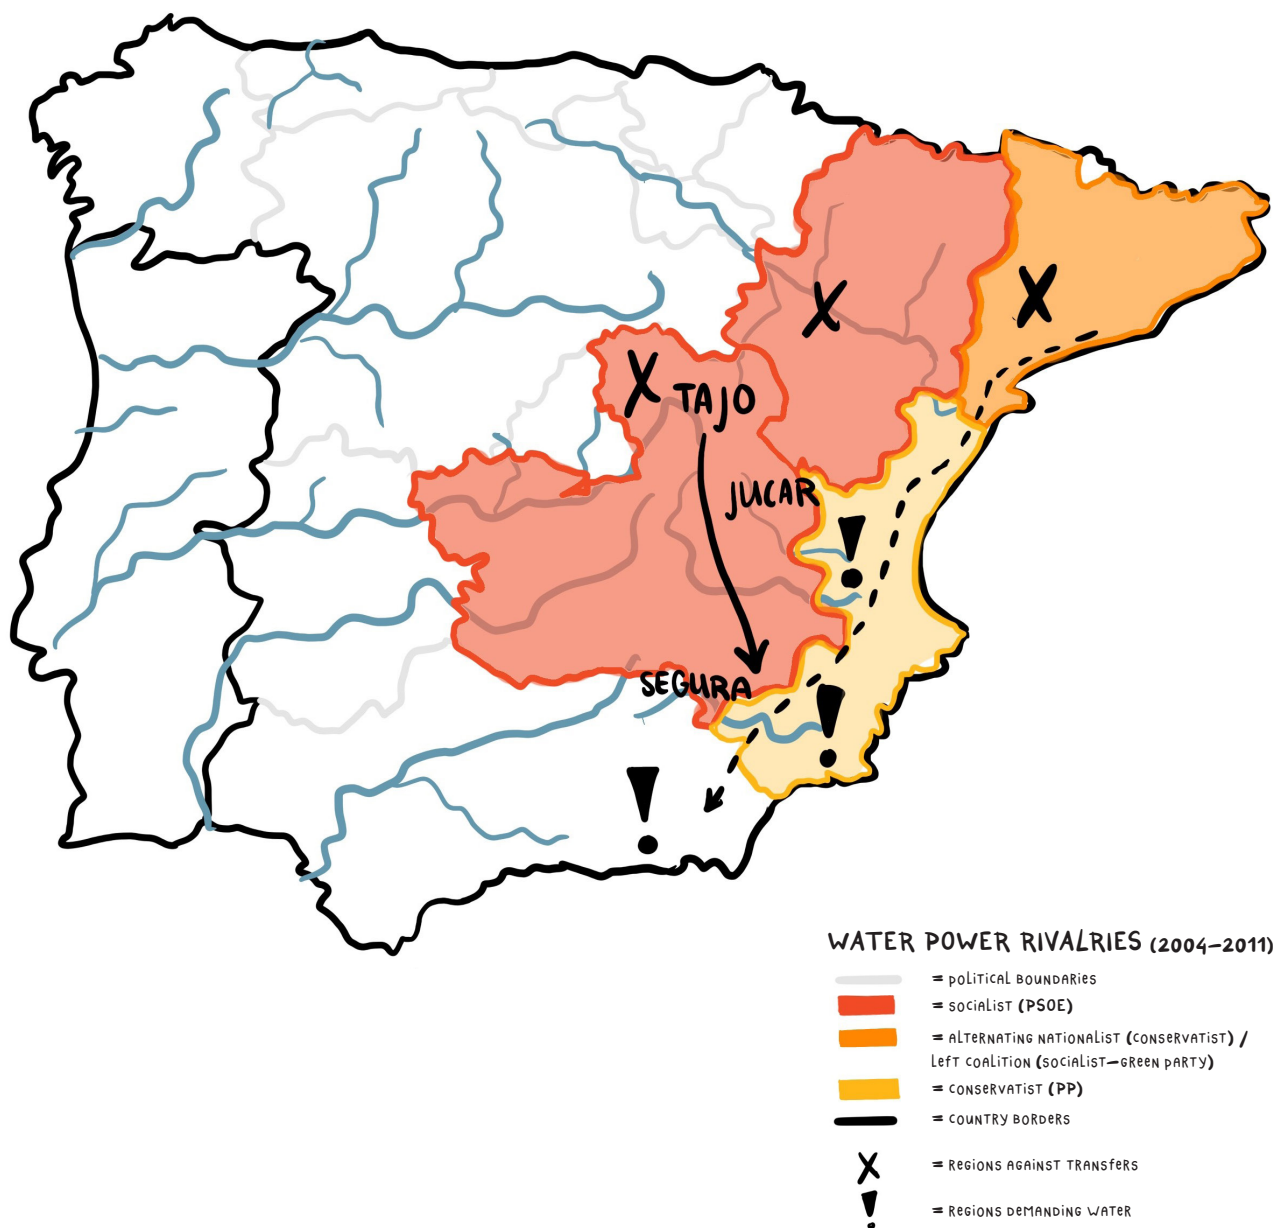 TAJO
JUCAR
SEGURA
WATER POWER RIVALRIES (2004–2011)
= POLITICAL BOUNDARIES
= SOCIALIST (PSOE)
= ALTERNATING NATIONALIST (CONSERVATIST) /
LEFT COALITION (SOCIALIST–GREEN PARTY)
= CONSERVATIST (PP)
= COUNTRY BORDERS
X = REGIONS AGAINST TRANSFERS
! = REGIONS DEMANDING WATER